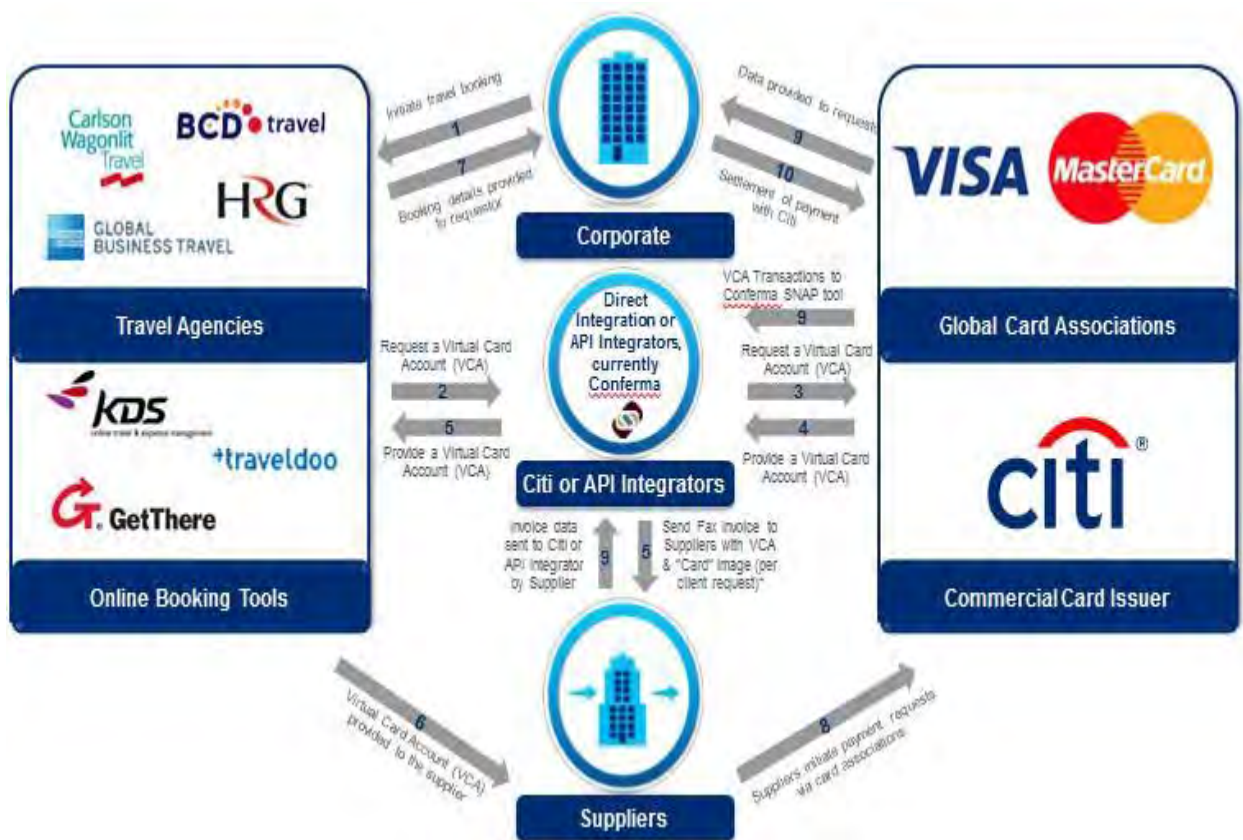 Carlson
Wagonlit
Travel
BCD travel
HRG
GLOBAL
BUSINESS TRAVEL
Travel Agencies
KDS
online travel & expense management
traveldoo
GetThere
Online Booking Tools
Initiate travel booking
1
7
Booking details provided
to requestor
Corporate
Data provided to requestor
9
10
Settlement of payment
with Citi
VISA
MasterCard
Global Card Associations
citi®
Commercial Card Issuer
Request a Virtual Card
Account (VCA)
2
5
Provide a Virtual Card
Account (VCA)
Direct
Integration or
API Integrators,
currently
Conferma
Citi or API Integrators
VCA Transactions to
Conferma SNAP tool
9
Request a Virtual Card
Account (VCA)
3
4
Provide a Virtual Card
Account (VCA)
Invoice data
sent to Citi or
API Integrator
by Supplier
9
5
Send Fax Invoice to
Suppliers with VCA
& "Card" Image (per
client request)*
6
Virtual Card Account (VCA)
provided to the supplier
8
Suppliers initiate payment requests
via card associations
Suppliers